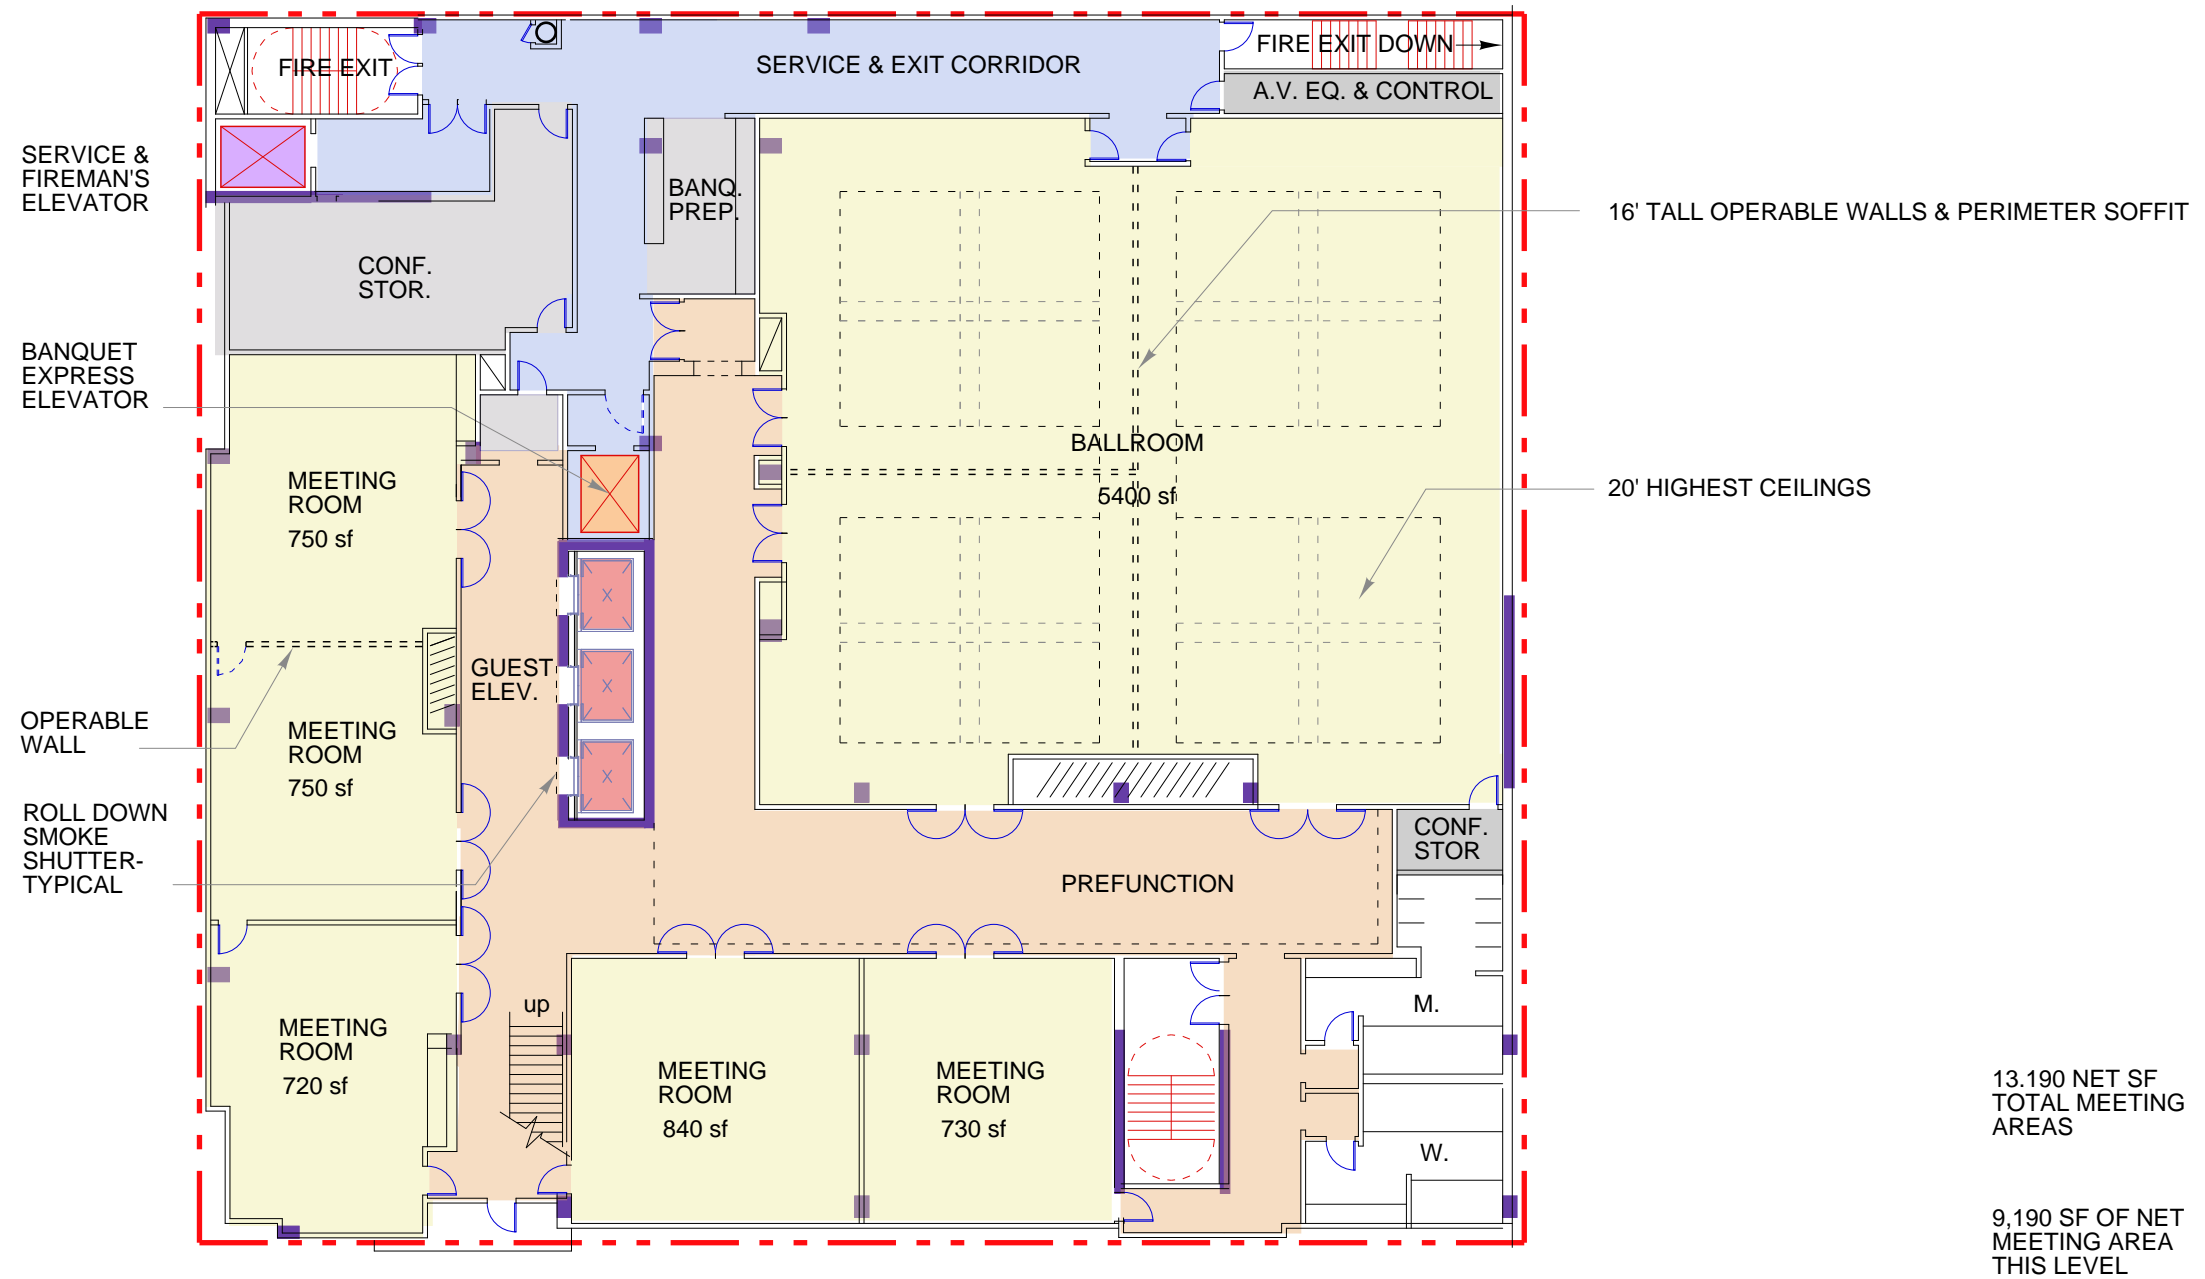 FIRE EXIT
SERVICE & EXIT CORRIDOR
FIRE EXIT DOWN
A.V. EQ. & CONTROL
SERVICE &
FIREMAN'S
ELEVATOR
BANQ.
PREP.
16' TALL OPERABLE WALLS & PERIMETER SOFFIT
CONF.
STOR.
BANQUET
EXPRESS
ELEVATOR
BALLROOM
5400 sf
20' HIGHEST CEILINGS
MEETING
ROOM
750 sf
X
GUEST
ELEV.
X
OPERABLE
WALL
MEETING
ROOM
750 sf
X
ROLL DOWN
SMOKE
SHUTTER-
TYPICAL
CONF.
STOR
PREFUNCTION
up
M.
MEETING
ROOM
720 sf
MEETING
ROOM
840 sf
MEETING
ROOM
730 sf
W.
13.190 NET SF
TOTAL MEETING
AREAS
9,190 SF OF NET
MEETING AREA
THIS LEVEL